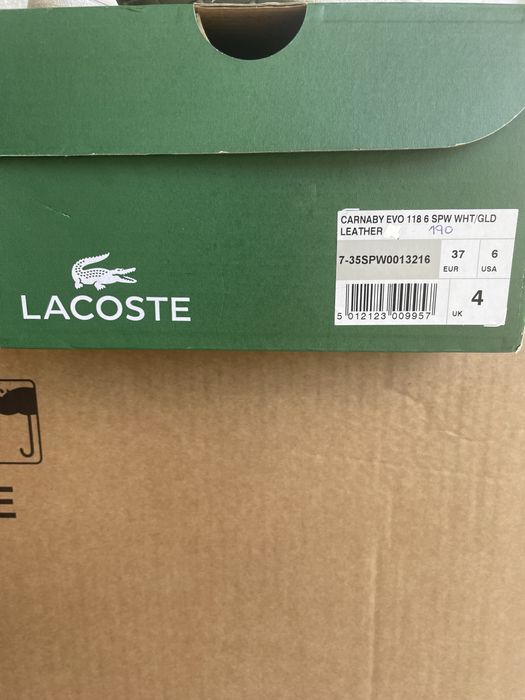 CARNABY EVO 118 6 SPW WHT/GLD
LEATHER 190
7-35SPW0013216 37 EUR 6 USA
5 012123 009957 4 UK
LACOSTE
E